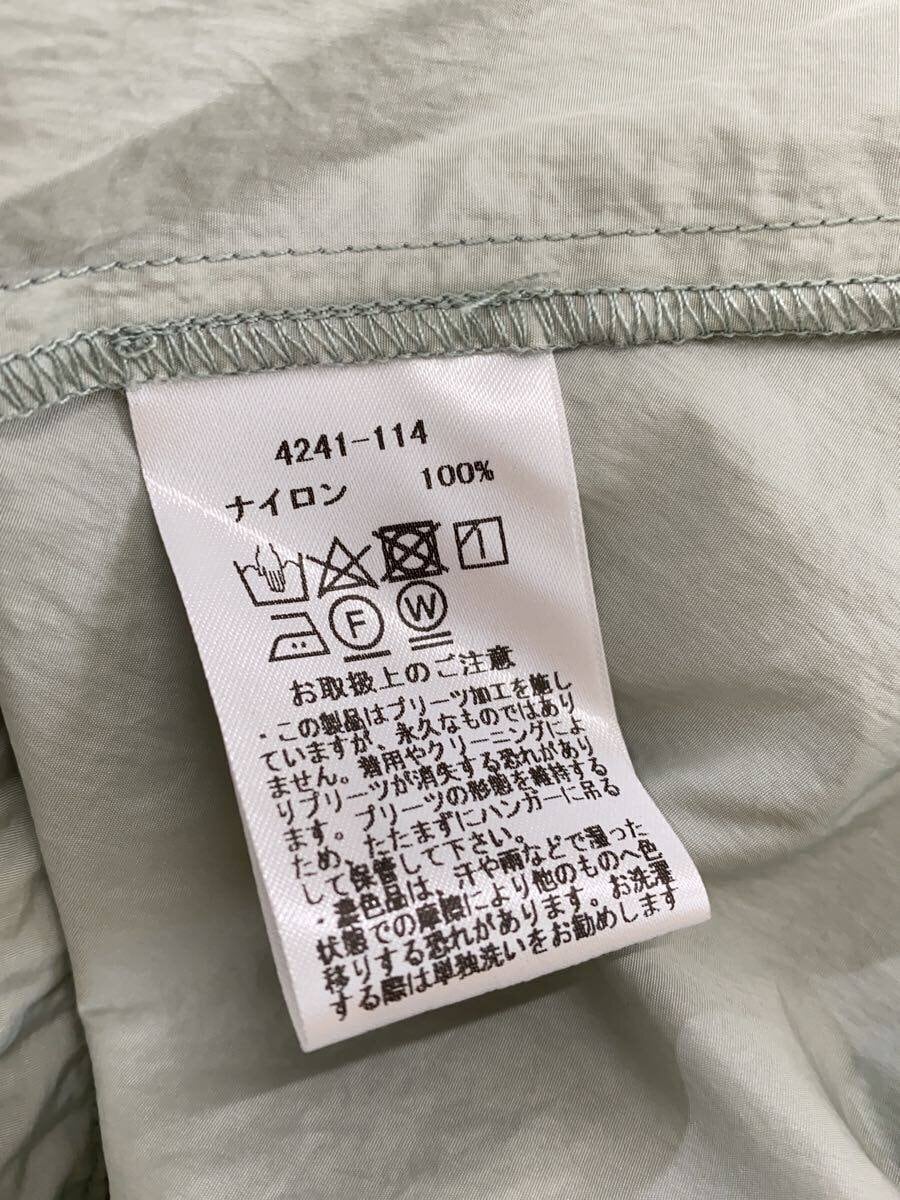 4241-114
ナイロン 100%
F W
お取扱上のご注意
・この製品はプリーツ加工を施し
ていますが、永久なものではあり
ません。着用やクリーニングによ
りプリーツが消失する恐れがあり
ます。プリーツの形態を維持する
ため、たたまずにハンガーに吊る
して保管して下さい。
・濃色品は、汗や雨などで湿った
状態での摩擦により他のものへ色
移りする恐れがあります。お洗濯
する際は単独洗いをお勧めします